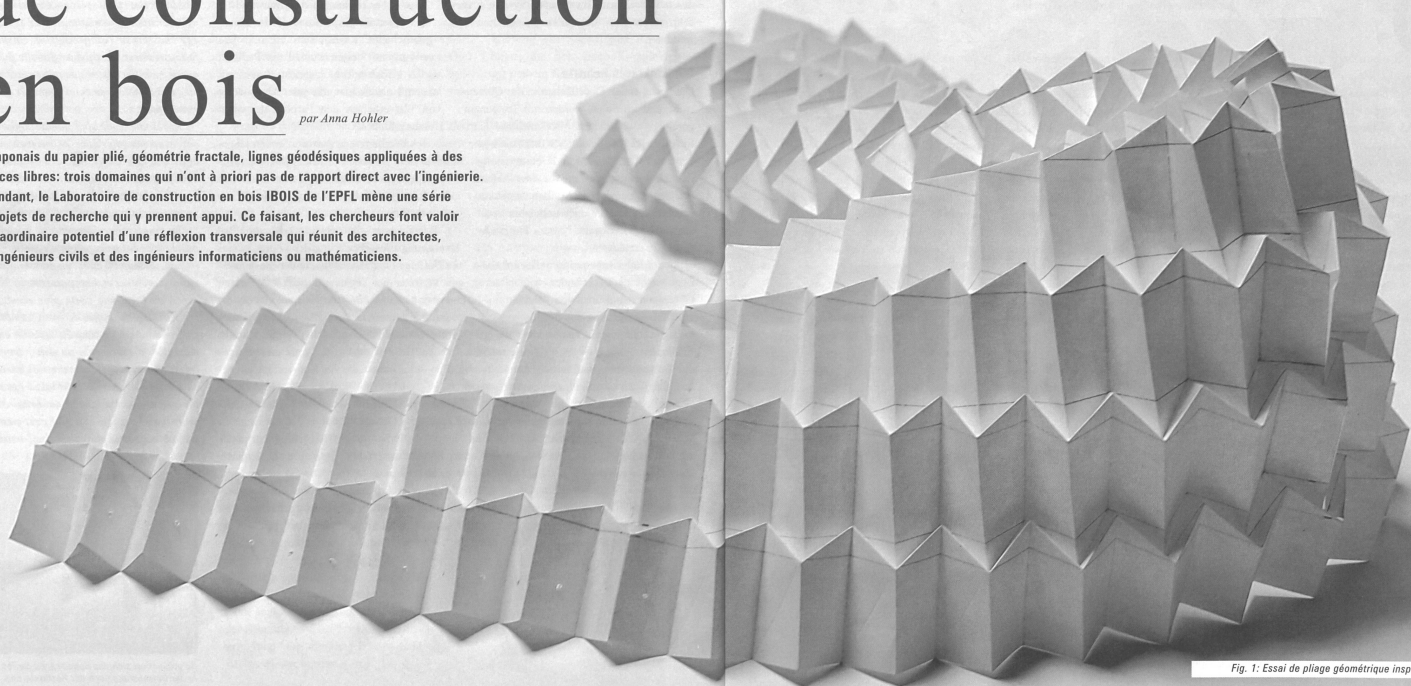 de construction
en bois
par Anna Hohler
aponais du papier plié, géométrie fractale, lignes géodésiques appliquées à des
ces libres: trois domaines qui n'ont à priori pas de rapport direct avec l'ingénierie.
ndant, le Laboratoire de construction en bois IBOIS de l'EPFL mène une série
ojets de recherche qui y prennent appui. Ce faisant, les chercheurs font valoir
aordinaire potentiel d'une réflexion transversale qui réunit des architectes,
ngénieurs civils et des ingénieurs informaticiens ou mathématiciens.
Fig. 1: Essai de pliage géométrique insp